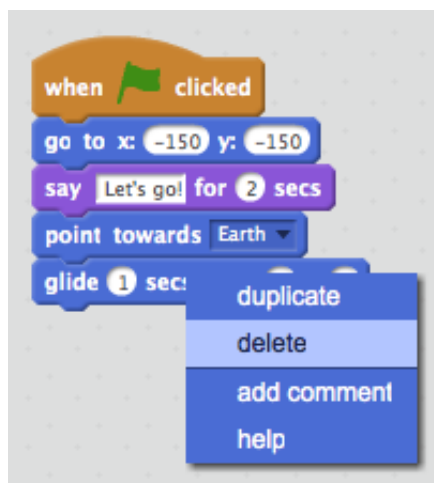 when clicked
go to x: -150 y: -150
say Let's go! for 2 secs
point towards Earth
glide 1 secs
duplicate
delete
add comment
help